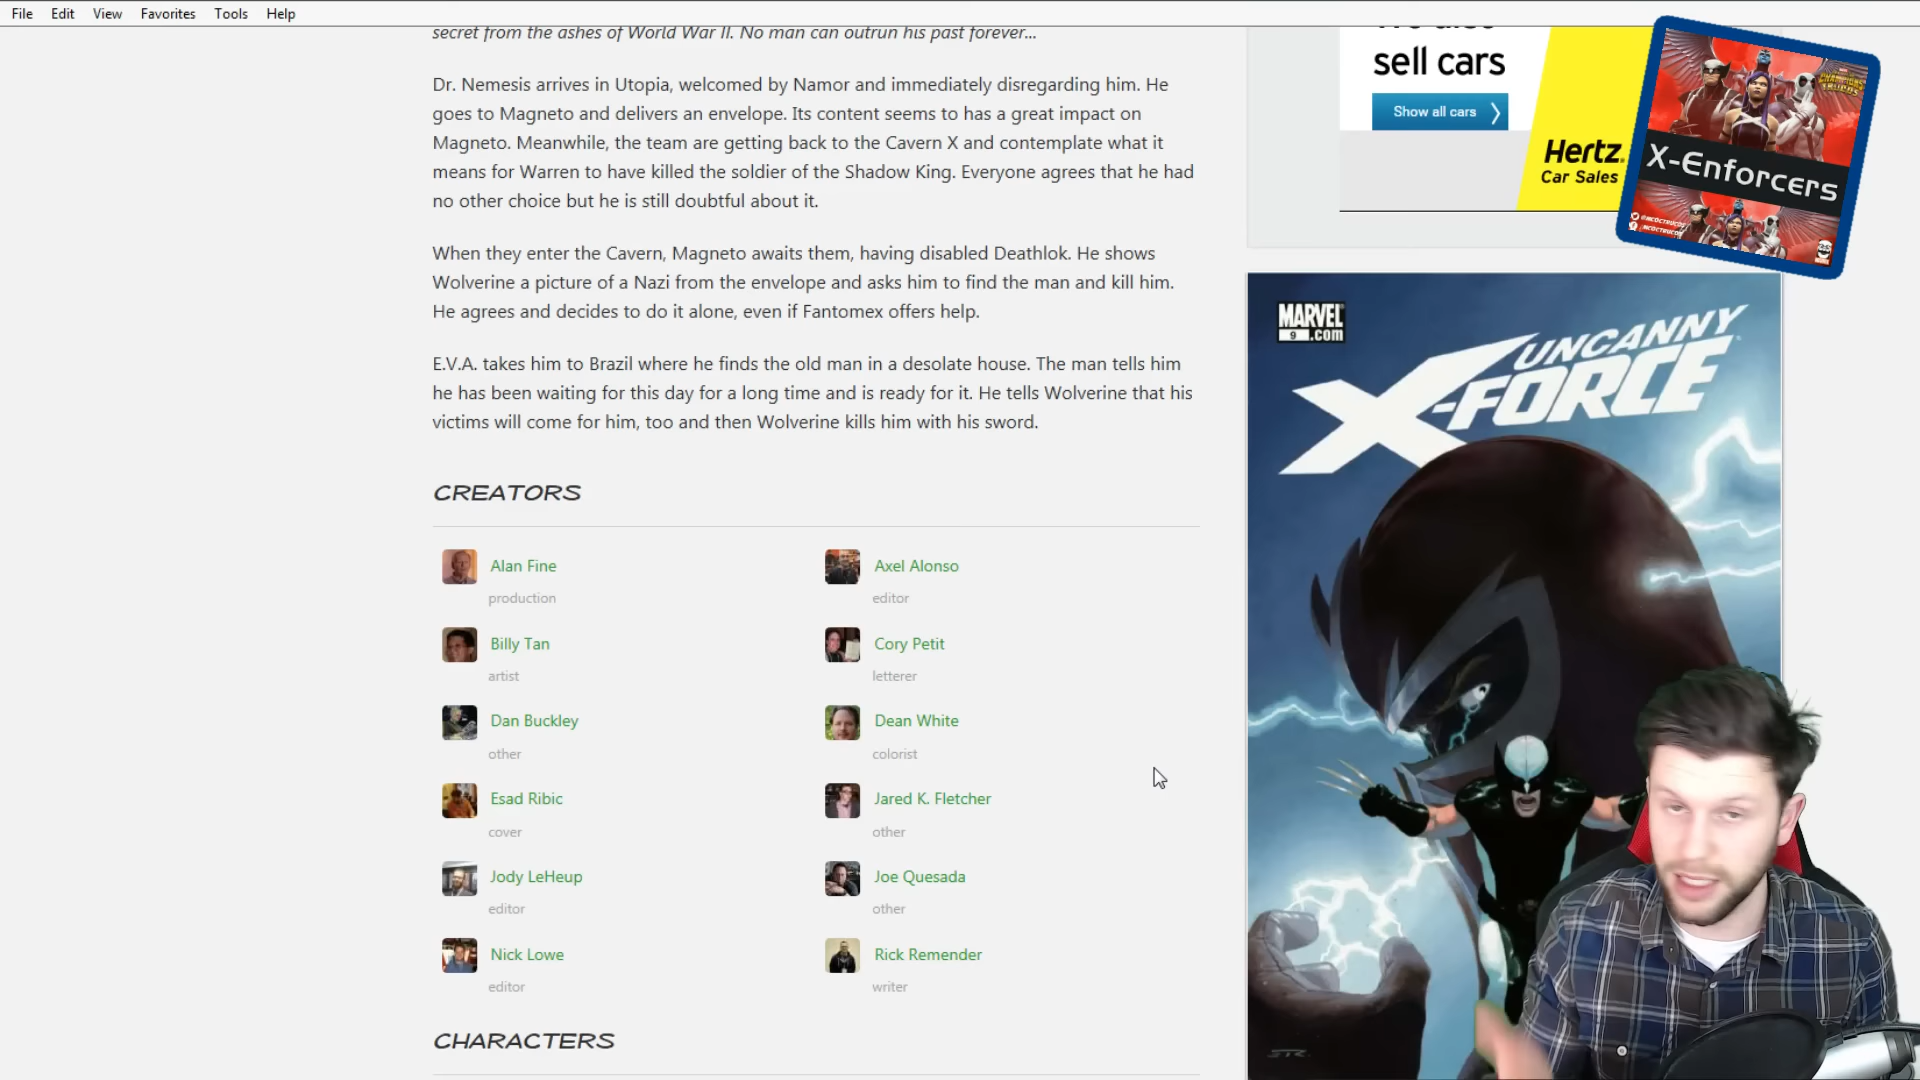 File Edit View Favorites Tools Help
secret from the ashes of World War II. No man can outrun his past forever...
Dr. Nemesis arrives in Utopia, welcomed by Namor and immediately disregarding him. He
goes to Magneto and delivers an envelope. Its content seems to has a great impact on
Magneto. Meanwhile, the team are getting back to the Cavern X and contemplate what it
means for Warren to have killed the soldier of the Shadow King. Everyone agrees that he had
no other choice but he is still doubtful about it.
When they enter the Cavern, Magneto awaits them, having disabled Deathlok. He shows
Wolverine a picture of a Nazi from the envelope and asks him to find the man and kill him.
He agrees and decides to do it alone, even if Fantomex offers help.
E.V.A. takes him to Brazil where he finds the old man in a desolate house. The man tells him
he has been waiting for this day for a long time and is ready for it. He tells Wolverine that his
victims will come for him, too and then Wolverine kills him with his sword.
CREATORS
Alan Fine
production
Axel Alonso
editor
Billy Tan
artist
Cory Petit
letterer
Dan Buckley
other
Dean White
colorist
Esad Ribic
cover
Jared K. Fletcher
other
Jody LeHeup
editor
Joe Quesada
other
Nick Lowe
editor
Rick Remender
writer
CHARACTERS
sell cars
Show all cars
Hertz
Car Sales
X-Enforcers
MARVEL
9 .com
UNCANNY
X-FORCE